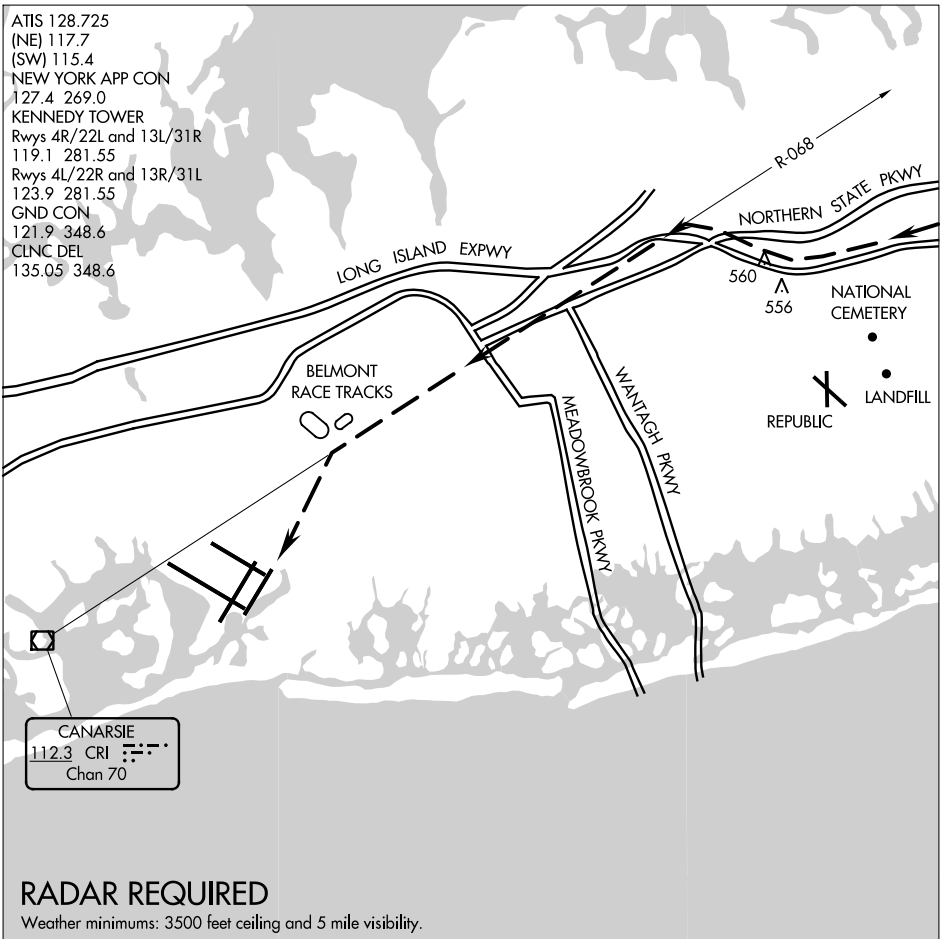 ATIS 128.725
(NE) 117.7
(SW) 115.4
NEW YORK APP CON
127.4 269.0
KENNEDY TOWER
Rwys 4R/22L and 13L/31R
119.1 281.55
Rwys 4L/22R and 13R/31L
123.9 281.55
GND CON
121.9 348.6
CLNC DEL
135.05 348.6
R-068
NORTHERN STATE PKWY
LONG ISLAND EXPWY
560
556
NATIONAL
CEMETERY
LANDFILL
REPUBLIC
BELMONT
RACE TRACKS
WANTAGH PKWY
MEADOWBROOK PKWY
CANARSIE
112.3 CRI
Chan 70
RADAR REQUIRED
Weather minimums: 3500 feet ceiling and 5 mile visibility.